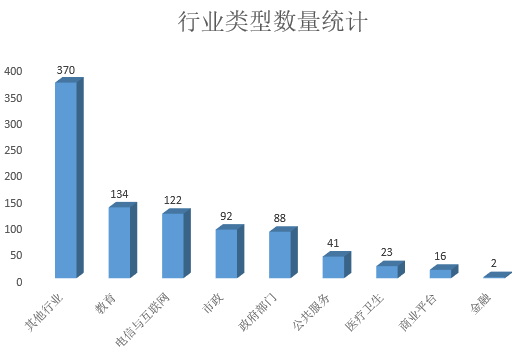 行业类型数量统计
400
350
300
250
200
150
100
50
0
370
134
122
92
88
41
23
16
2
其他行业
教育
电信与互联网
市政
政府部门
公共服务
医疗卫生
商业平台
金融